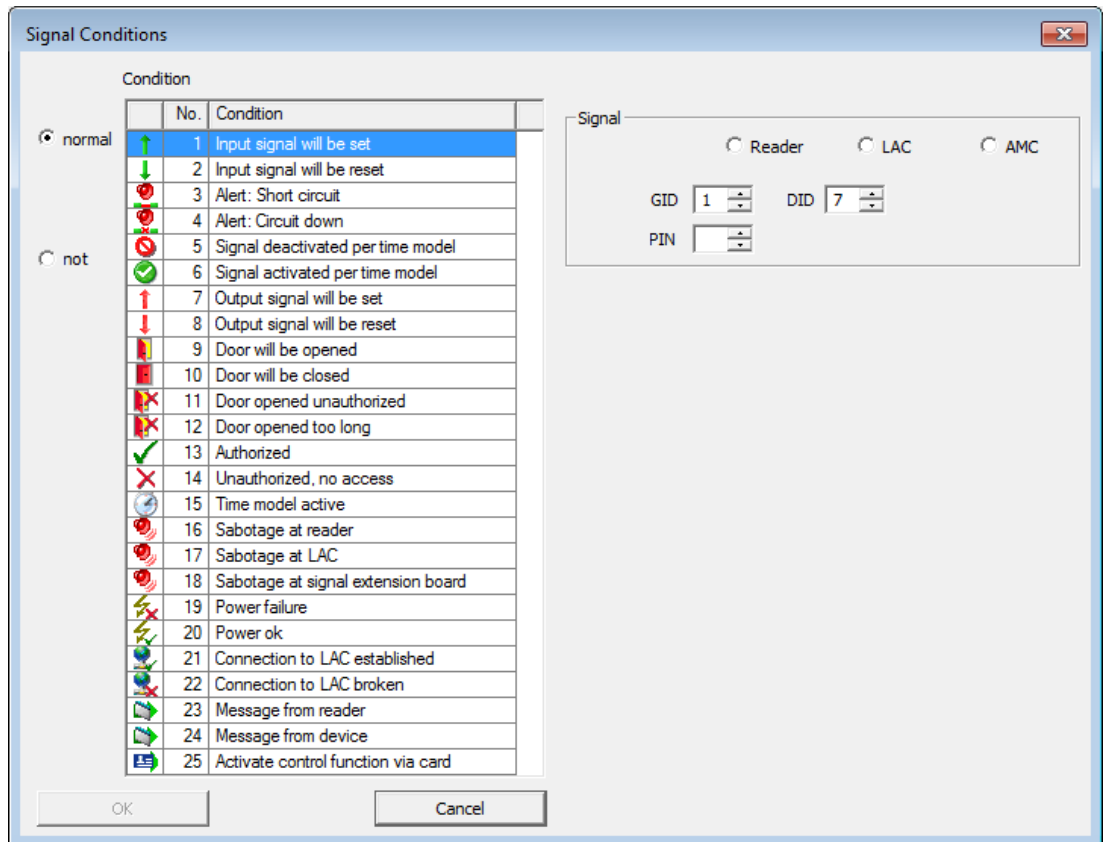 Signal Conditions
Condition
normal
not
No. Condition
1 Input signal will be set
2 Input signal will be reset
3 Alert: Short circuit
4 Alert: Circuit down
5 Signal deactivated per time model
6 Signal activated per time model
7 Output signal will be set
8 Output signal will be reset
9 Door will be opened
10 Door will be closed
11 Door opened unauthorized
12 Door opened too long
13 Authorized
14 Unauthorized, no access
15 Time model active
16 Sabotage at reader
17 Sabotage at LAC
18 Sabotage at signal extension board
19 Power failure
20 Power ok
21 Connection to LAC established
22 Connection to LAC broken
23 Message from reader
24 Message from device
25 Activate control function via card
Signal
Reader LAC AMC
GID 1 DID 7
PIN
OK Cancel